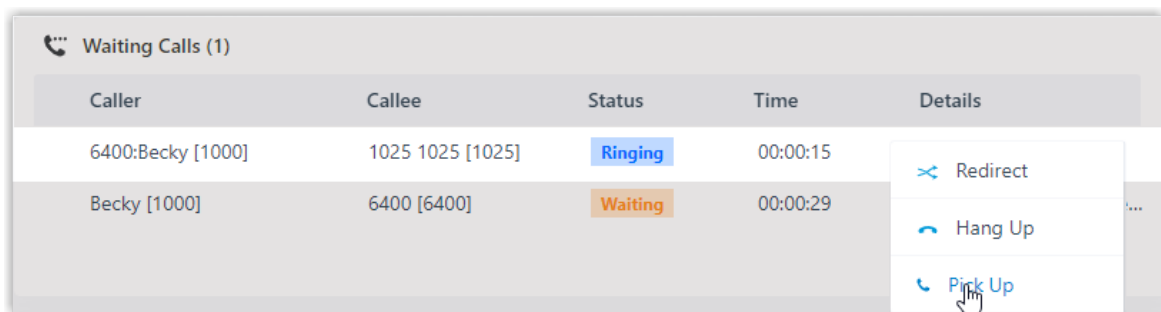 Waiting Calls (1)
Caller Callee Status Time Details
6400:Becky [1000] 1025 1025 [1025] Ringing 00:00:15
Redirect
Becky [1000] 6400 [6400] Waiting 00:00:29 ...
Hang Up
Pick Up